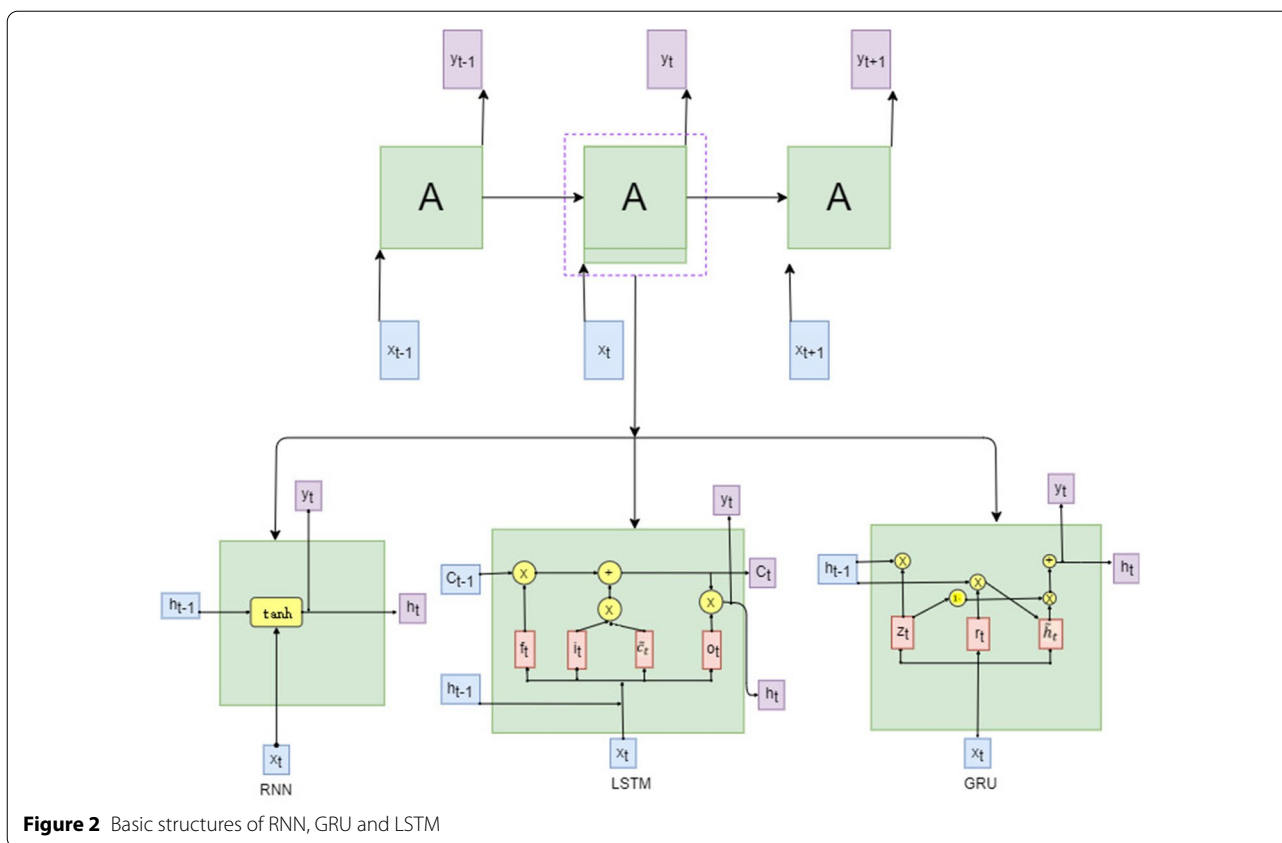 yt-1 yt yt+1
A A A
xt-1 xt xt+1
yt yt yt
Ct-1 X + Ct
ht-1 X + ht
X
ht-1 tanh ht
X X
1- X
ft it c̃t ot
zt rt h̃t
ht-1 ht
xt xt xt
RNN LSTM GRU
Figure 2 Basic structures of RNN, GRU and LSTM